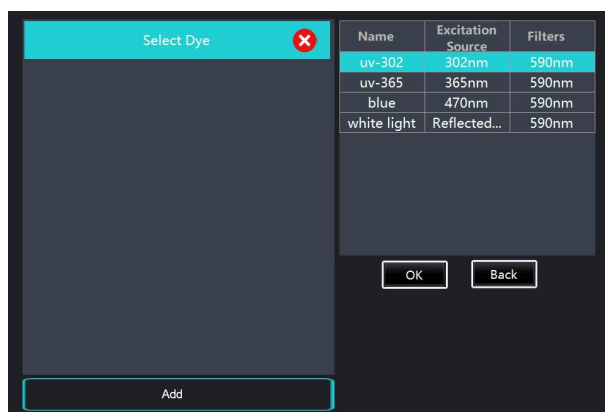 Select Dye
Name Excitation Source Filters
uv-302 302nm 590nm
uv-365 365nm 590nm
blue 470nm 590nm
white light Reflected... 590nm
OK Back
Add